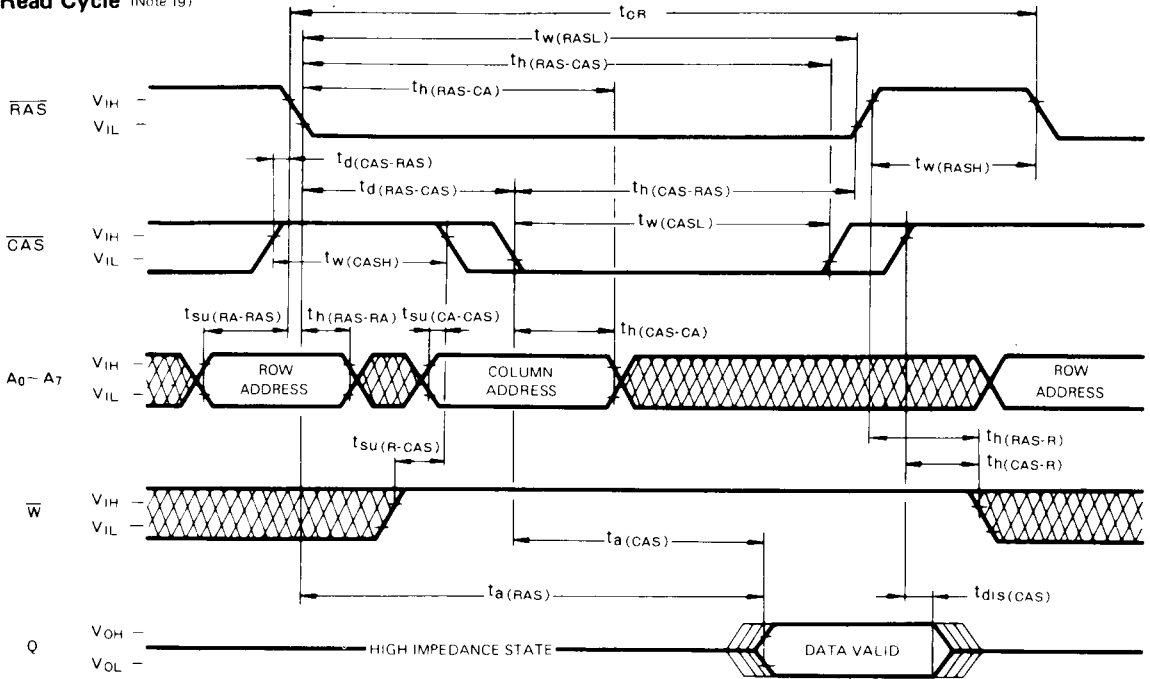 Read Cycle (Note 19)
tCR
tw(RASL)
th(RAS-CAS)
th(RAS-CA)
RAS
VIH
VIL
td(CAS-RAS)
tw(RASH)
td(RAS-CAS)
th(CAS-RAS)
tw(CASL)
CAS
VIH
VIL
tw(CASH)
tsu(RA-RAS)
th(RAS-RA)
tsu(CA-CAS)
th(CAS-CA)
A0~A7
VIH
VIL
ROW
ADDRESS
COLUMN
ADDRESS
ROW
ADDRESS
tsu(R-CAS)
th(RAS-R)
th(CAS-R)
W
VIH
VIL
ta(CAS)
ta(RAS)
tdis(CAS)
Q
VOH
VOL
HIGH IMPEDANCE STATE
DATA VALID